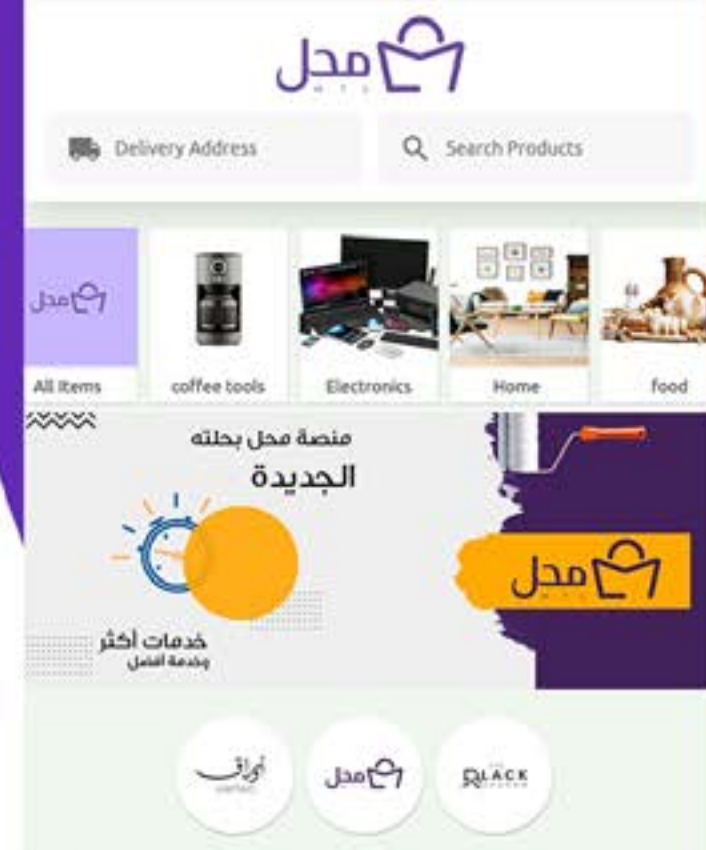 محل
Delivery Address
Search Products
محل
All Items
coffee tools
Electronics
Home
food
منصة محل بحلته
الجديدة
محل
خدمات أكثر
وخدمة أفضل
أوراق
محل
BLACK